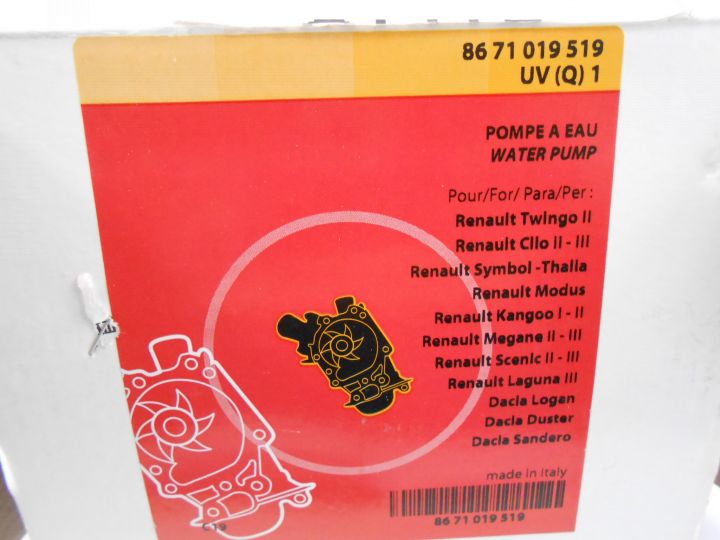 86 71 019 519
UV (Q) 1
POMPE A EAU
WATER PUMP
Pour/For/ Para/Per :
Renault Twingo II
Renault Clio II - III
Renault Symbol -Thalia
Renault Modus
Renault Kangoo I - II
Renault Megane II - III
Renault Scenic II - III
Renault Laguna III
Dacia Logan
Dacia Duster
Dacia Sandero
made in Italy
86 71 019 519
C19